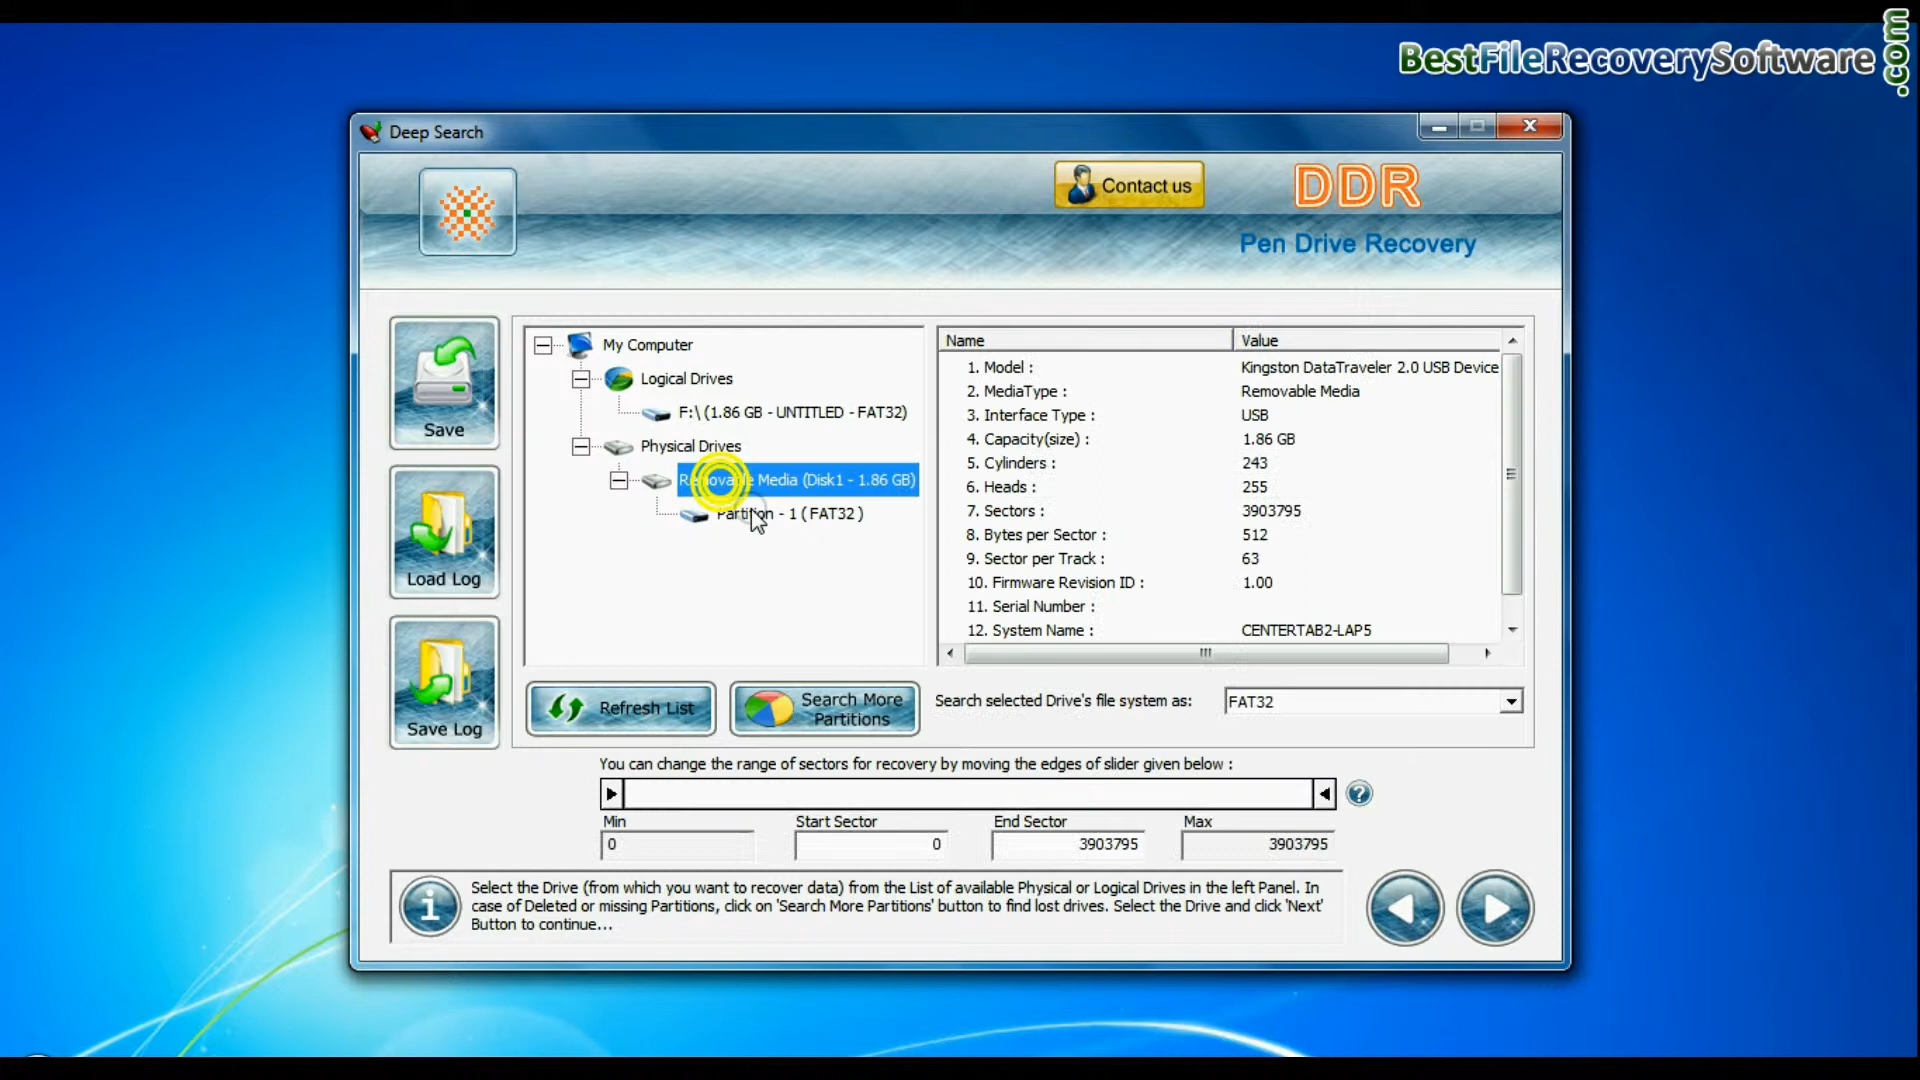 BestFileRecoverySoftware.com
Deep Search
Contact us
DDR
Pen Drive Recovery
Save
Load Log
Save Log
My Computer
Logical Drives
F:\ (1.86 GB - UNTITLED - FAT32)
Physical Drives
Removable Media (Disk1 - 1.86 GB)
Partition - 1 ( FAT32 )
Name Value
1. Model : Kingston DataTraveler 2.0 USB Device
2. MediaType : Removable Media
3. Interface Type : USB
4. Capacity(size) : 1.86 GB
5. Cylinders : 243
6. Heads : 255
7. Sectors : 3903795
8. Bytes per Sector : 512
9. Sector per Track : 63
10. Firmware Revision ID : 1.00
11. Serial Number :
12. System Name : CENTERTAB2-LAP5
Refresh List
Search More
Partitions
Search selected Drive's file system as: FAT32
You can change the range of sectors for recovery by moving the edges of slider given below :
Min Start Sector End Sector Max
0 0 3903795 3903795
Select the Drive (from which you want to recover data) from the List of available Physical or Logical Drives in the left Panel. In
case of Deleted or missing Partitions, click on 'Search More Partitions' button to find lost drives. Select the Drive and click 'Next'
Button to continue...